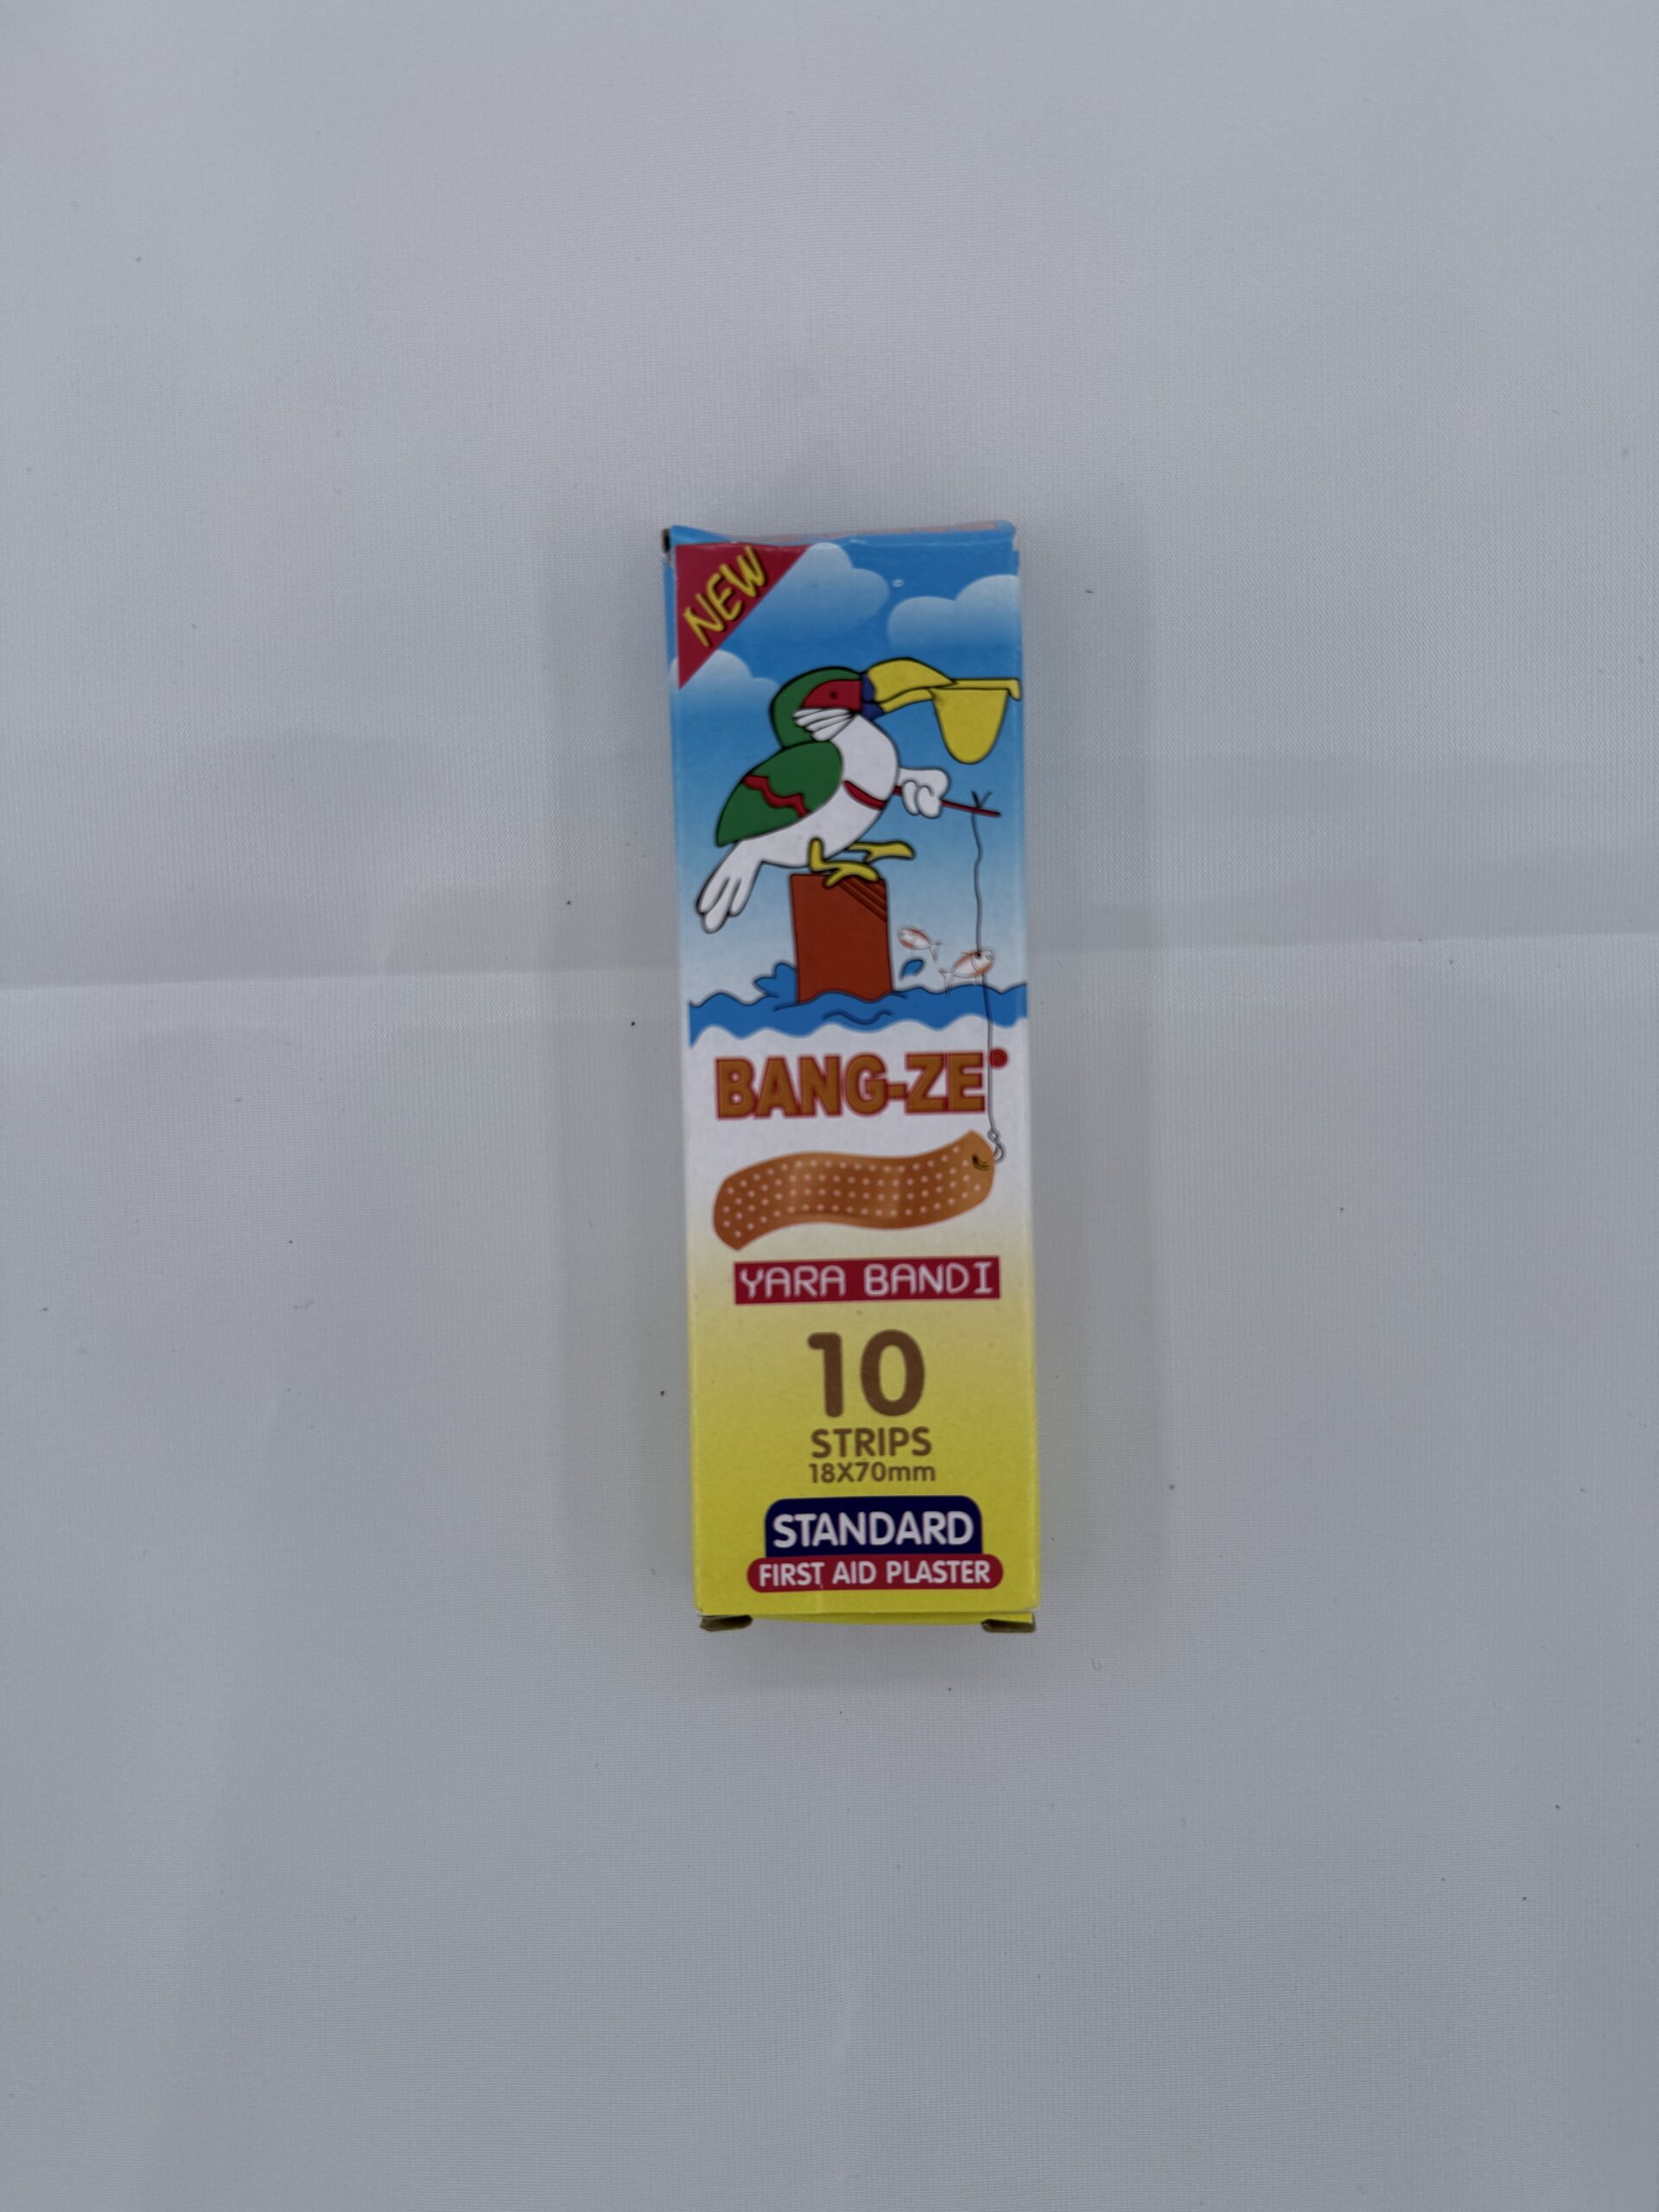 NEW
BANG-ZE
YARA BANDI
10
STRIPS
18X70mm
STANDARD
FIRST AID PLASTER